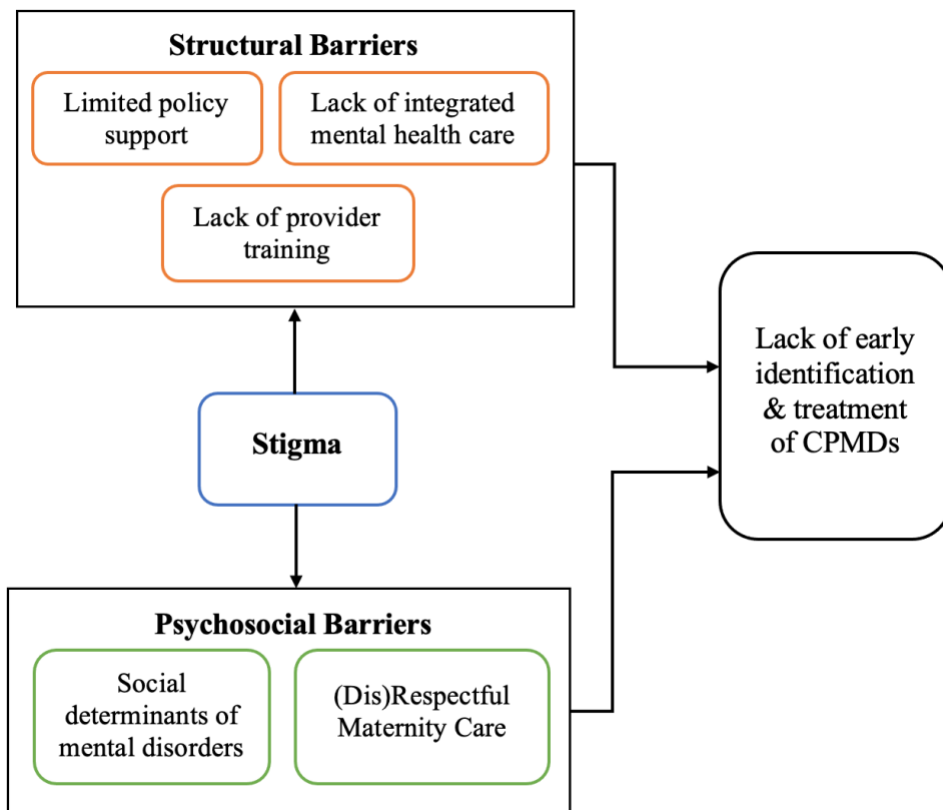 Structural Barriers
Limited policy
support
Lack of integrated
mental health care
Lack of provider
training
Stigma
Lack of early
identification
& treatment
of CPMDs
Psychosocial Barriers
Social
determinants of
mental disorders
(Dis)Respectful
Maternity Care